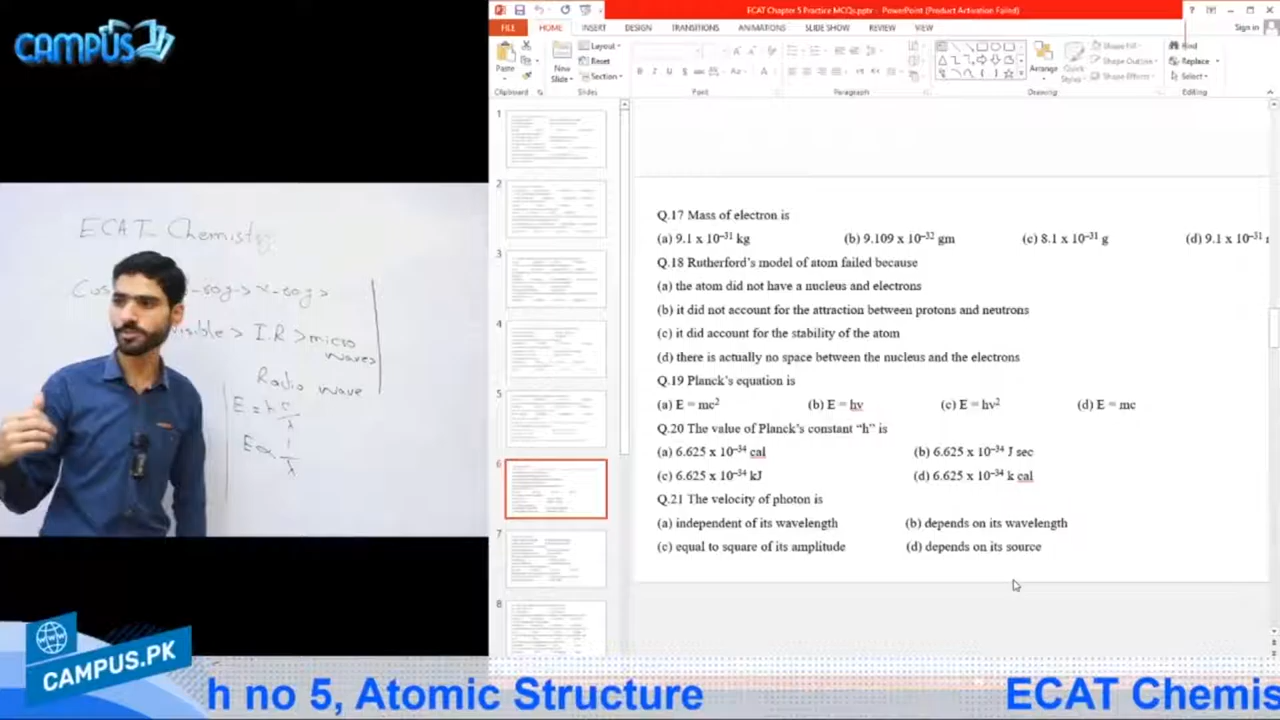 CAMPUS
ECAT Chapter 5 Practice MCQs.pptx - PowerPoint (Product Activation Failed)
Sign in
FILE HOME INSERT DESIGN TRANSITIONS ANIMATIONS SLIDE SHOW REVIEW VIEW
Paste
New
Slide
Layout
Reset
Section
Arrange
Quick
Styles
Shape Fill
Shape Outline
Shape Effects
Find
Replace
Select
Clipboard Slides Font Paragraph Drawing Editing
1
2
3
4
5
6
7
8
Q.17 Mass of electron is
(a) 9.1 x 10⁻³¹ kg (b) 9.109 x 10⁻³² gm (c) 8.1 x 10⁻³¹ g (d) 9.1 x 10⁻³¹
Q.18 Rutherford's model of atom failed because
(a) the atom did not have a nucleus and electrons
(b) it did not account for the attraction between protons and neutrons
(c) it did account for the stability of the atom
(d) there is actually no space between the nucleus and the electrons
Q.19 Planck's equation is
(a) E = mc² (b) E = hv (c) E = hv² (d) E = mc
Q.20 The value of Planck's constant “h” is
(a) 6.625 x 10⁻³⁴ cal (b) 6.625 x 10⁻³⁴ J sec
(c) 6.625 x 10⁻³⁴ kJ (d) 6.625 x 10⁻³⁴ k cal
Q.21 The velocity of photon is
(a) independent of its wavelength (b) depends on its wavelength
(c) equal to square of its amplitude (d) depends on its source
CAMPUS.PK
h no 5, Atomic Structure ECAT Chemis